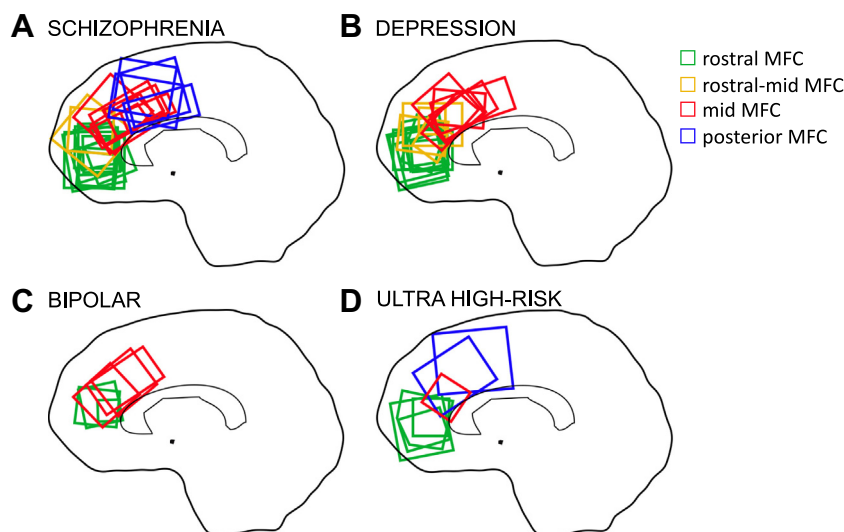 A SCHIZOPHRENIA
B DEPRESSION
rostral MFC
rostral-mid MFC
mid MFC
posterior MFC
C BIPOLAR
D ULTRA HIGH-RISK